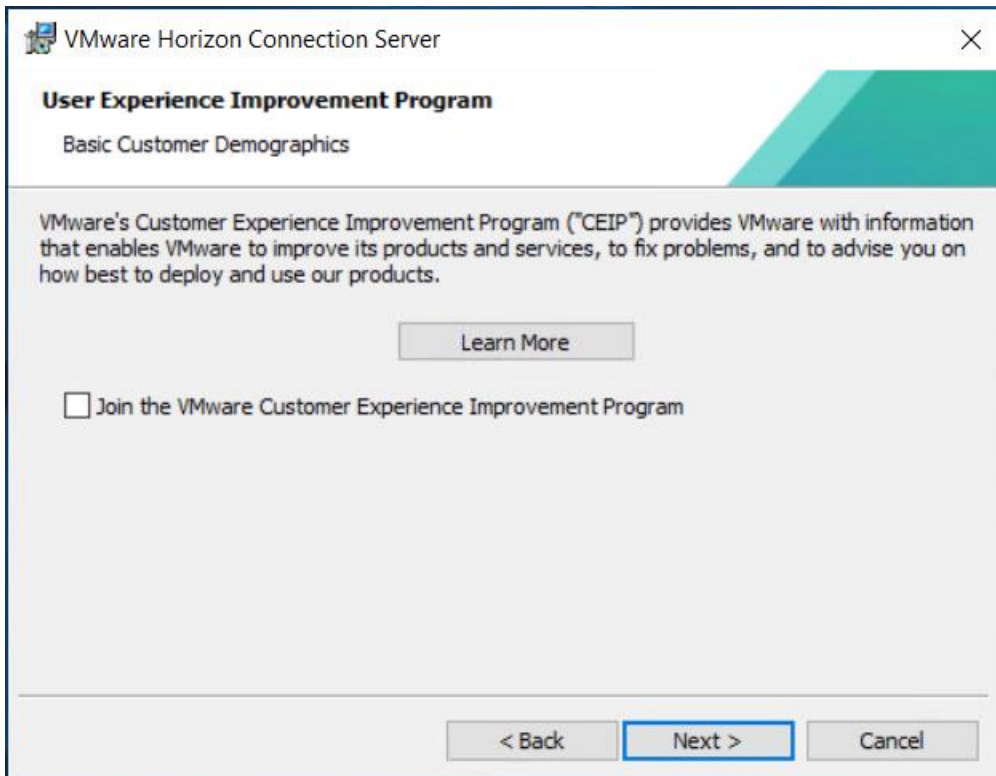 VMware Horizon Connection Server
User Experience Improvement Program
Basic Customer Demographics
VMware's Customer Experience Improvement Program ("CEIP") provides VMware with information
that enables VMware to improve its products and services, to fix problems, and to advise you on
how best to deploy and use our products.
Learn More
Join the VMware Customer Experience Improvement Program
< Back Next > Cancel